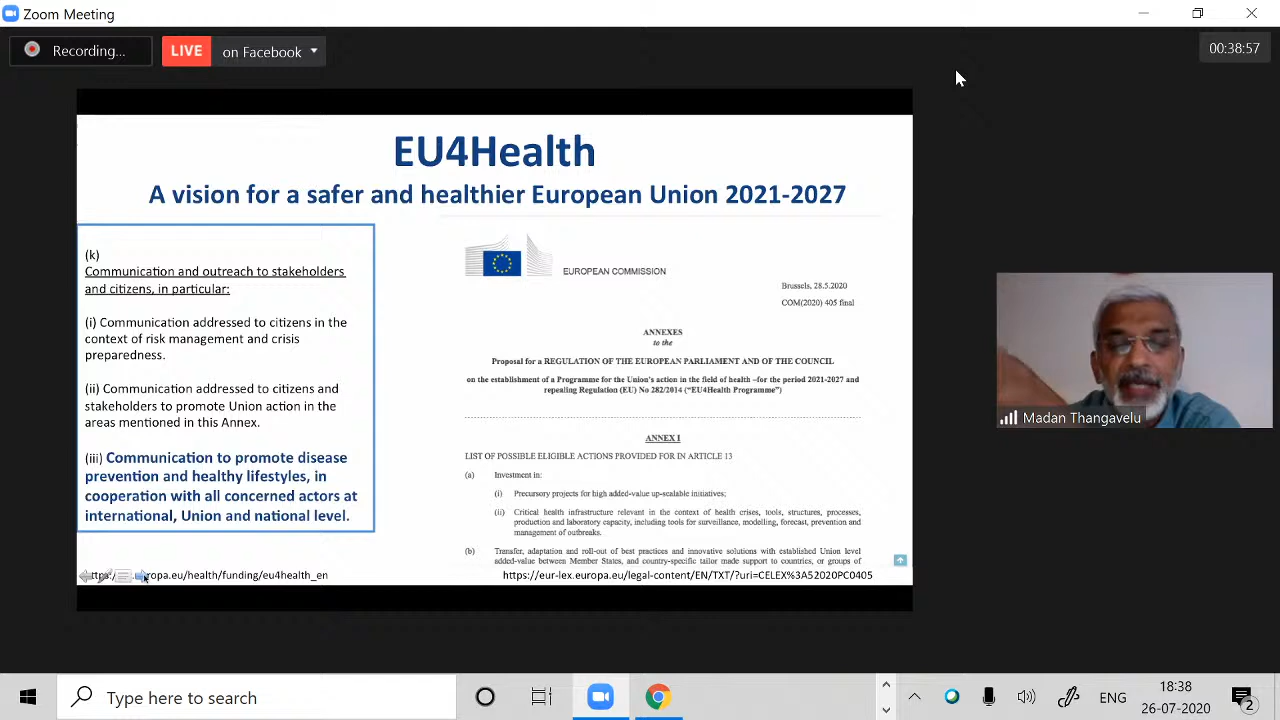 Zoom Meeting
Recording...
LIVE on Facebook
00:38:57
EU4Health
A vision for a safer and healthier European Union 2021-2027
(k)
Communication and outreach to stakeholders
and citizens, in particular:
(i) Communication addressed to citizens in the
context of risk management and crisis
preparedness.
(ii) Communication addressed to citizens and
stakeholders to promote Union action in the
areas mentioned in this Annex.
(iii) Communication to promote disease
prevention and healthy lifestyles, in
cooperation with all concerned actors at
international, Union and national level.
EUROPEAN COMMISSION
Brussels, 28.5.2020
COM(2020) 405 final
ANNEXES
to the
Proposal for a REGULATION OF THE EUROPEAN PARLIAMENT AND OF THE COUNCIL
on the establishment of a Programme for the Union's action in the field of health –for the period 2021-2027 and
repealing Regulation (EU) No 282/2014 ("EU4Health Programme")
ANNEX I
LIST OF POSSIBLE ELIGIBLE ACTIONS PROVIDED FOR IN ARTICLE 13
(a) Investment in:
(i) Precursory projects for high added-value up-scalable initiatives;
(ii) Critical health infrastructure relevant in the context of health crises, tools, structures, processes,
production and laboratory capacity, including tools for surveillance, modelling, forecast, prevention and
management of outbreaks.
(b) Transfer, adaptation and roll-out of best practices and innovative solutions with established Union level
added-value between Member States, and country-specific tailor made support to countries, or groups of
ropa.eu/health/funding/eu4health_en
https://eur-lex.europa.eu/legal-content/EN/TXT/?uri=CELEX%3A52020PC0405
Madan Thangavelu
Type here to search
ENG
18:38
26-07-2020
2